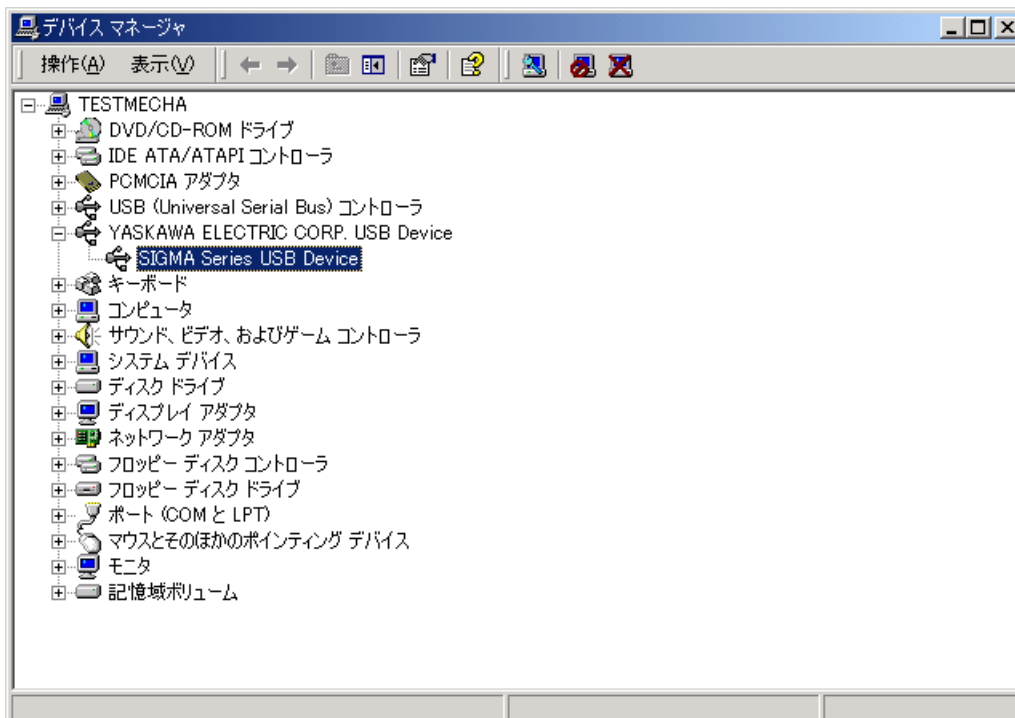 デバイス マネージャ
操作(A) 表示(V)
TESTMECHA
DVD/CD-ROM ドライブ
IDE ATA/ATAPI コントローラ
PCMCIA アダプタ
USB (Universal Serial Bus) コントローラ
YASKAWA ELECTRIC CORP. USB Device
SIGMA Series USB Device
キーボード
コンピュータ
サウンド、ビデオ、およびゲーム コントローラ
システム デバイス
ディスク ドライブ
ディスプレイ アダプタ
ネットワーク アダプタ
フロッピー ディスク コントローラ
フロッピー ディスク ドライブ
ポート (COM と LPT)
マウスとそのほかのポインティング デバイス
モニタ
記憶域ボリューム